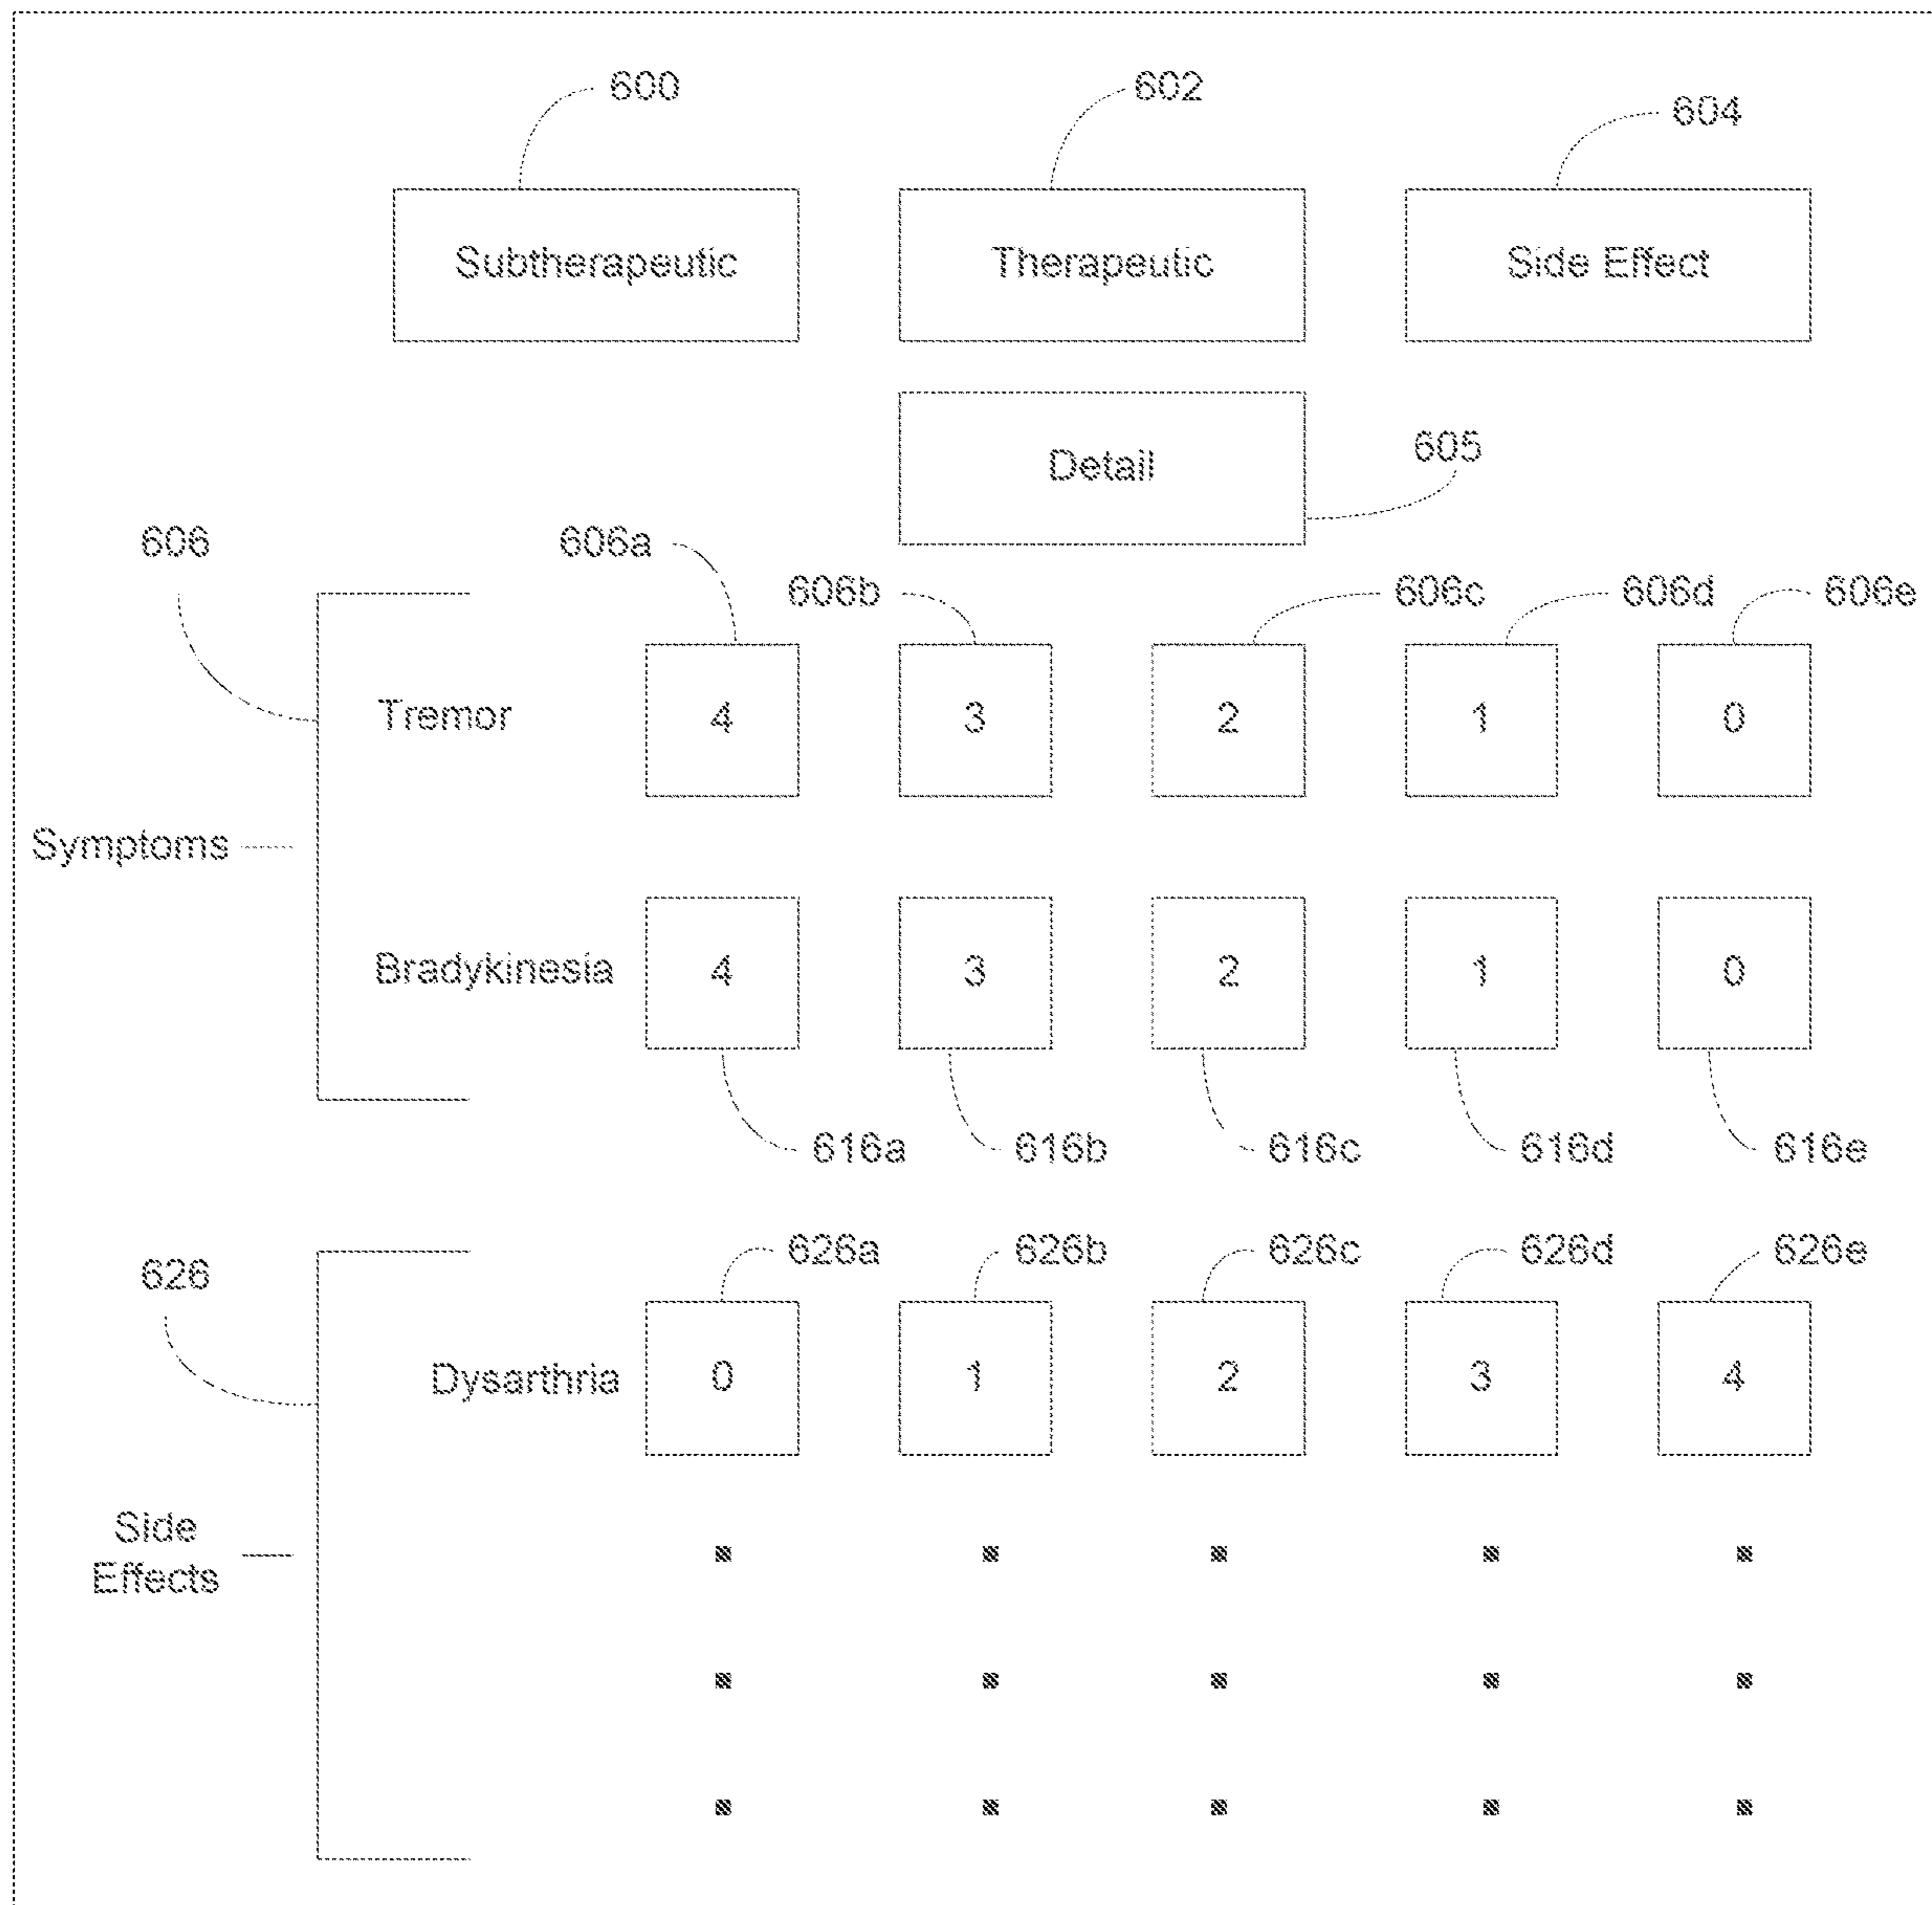 600 602 604
Subtherapeutic Therapeutic Side Effect
Detail 605
606 606a 606b 606c 606d 606e
Tremor 4 3 2 1 0
Symptoms
Bradykinesia 4 3 2 1 0
616a 616b 616c 616d 616e
626 626a 626b 626c 626d 626e
Dysarthria 0 1 2 3 4
Side
Effects